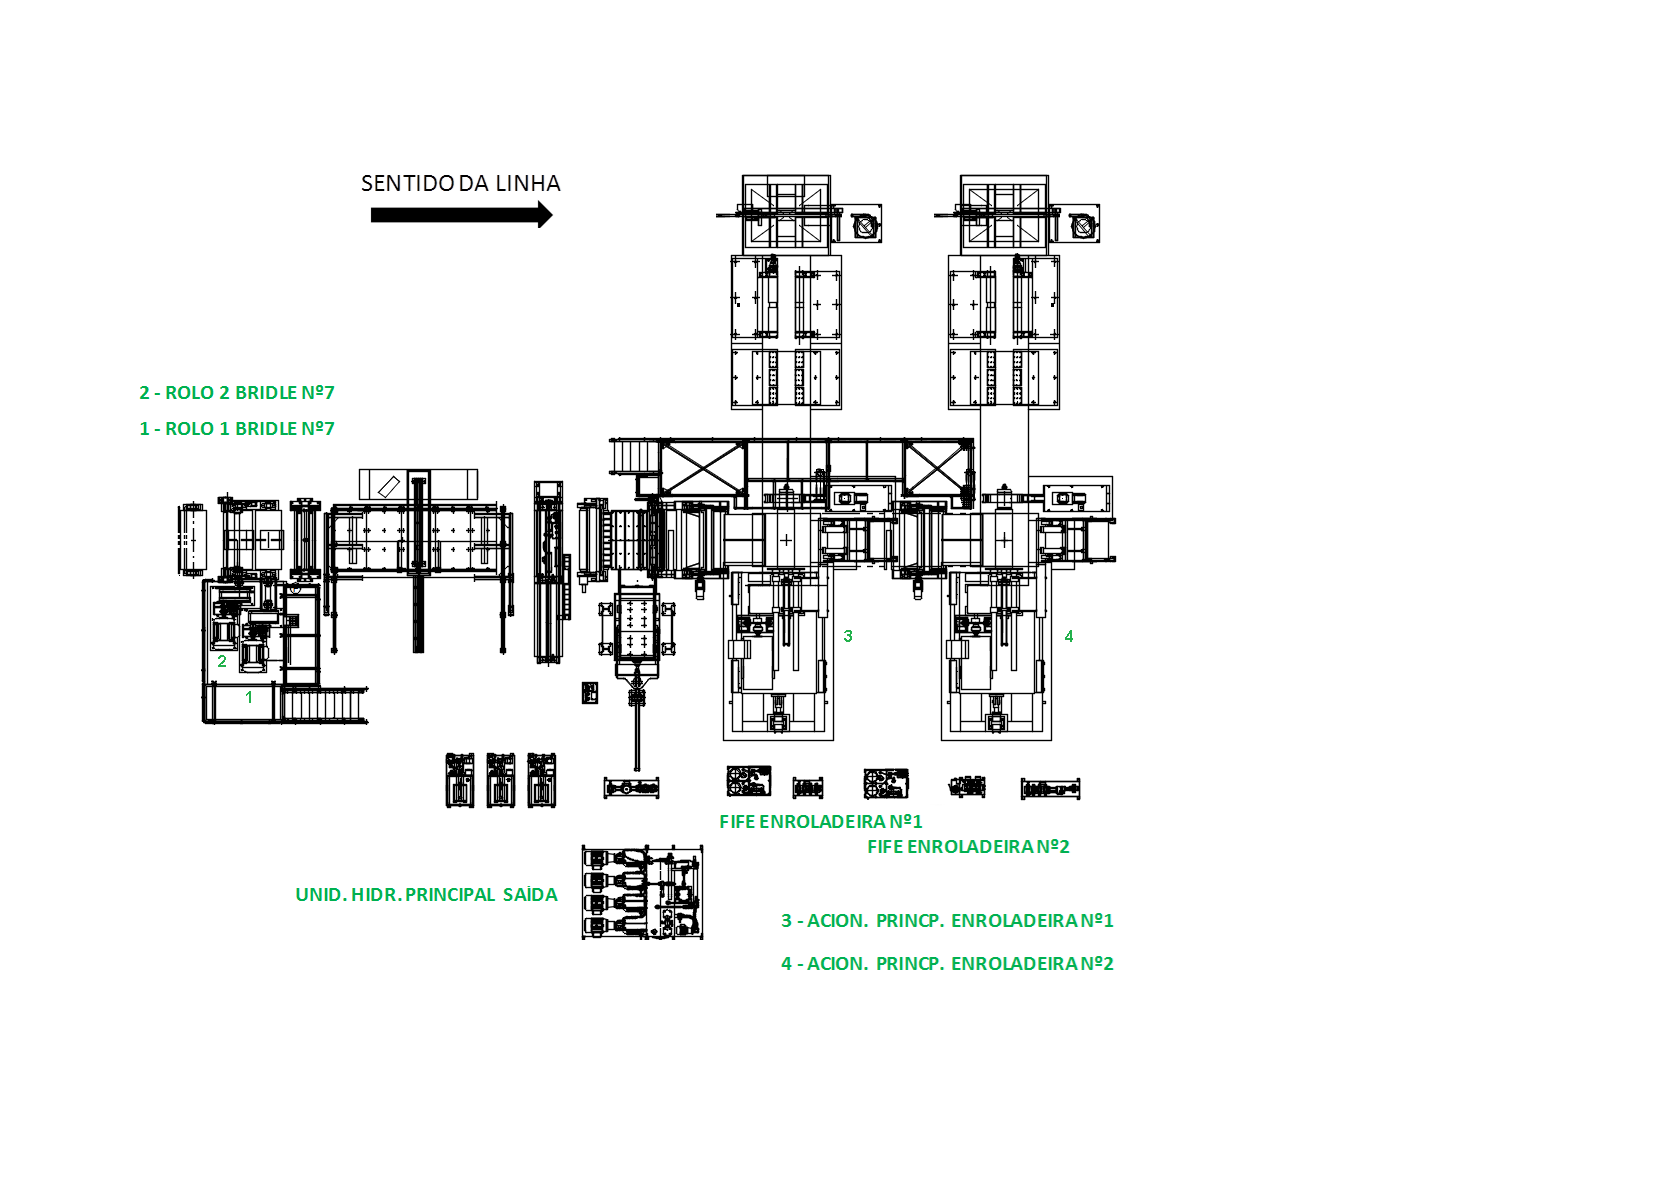 SENTIDO DA LINHA
2 - ROLO 2 BRIDLE Nº7
1 - ROLO 1 BRIDLE Nº7
3
4
2
1
FIFE ENROLADEIRA Nº1
FIFE ENROLADEIRA Nº2
UNID. HIDR. PRINCIPAL SAÍDA
3 - ACION. PRINCP. ENROLADEIRA Nº1
4 - ACION. PRINCP. ENROLADEIRA Nº2